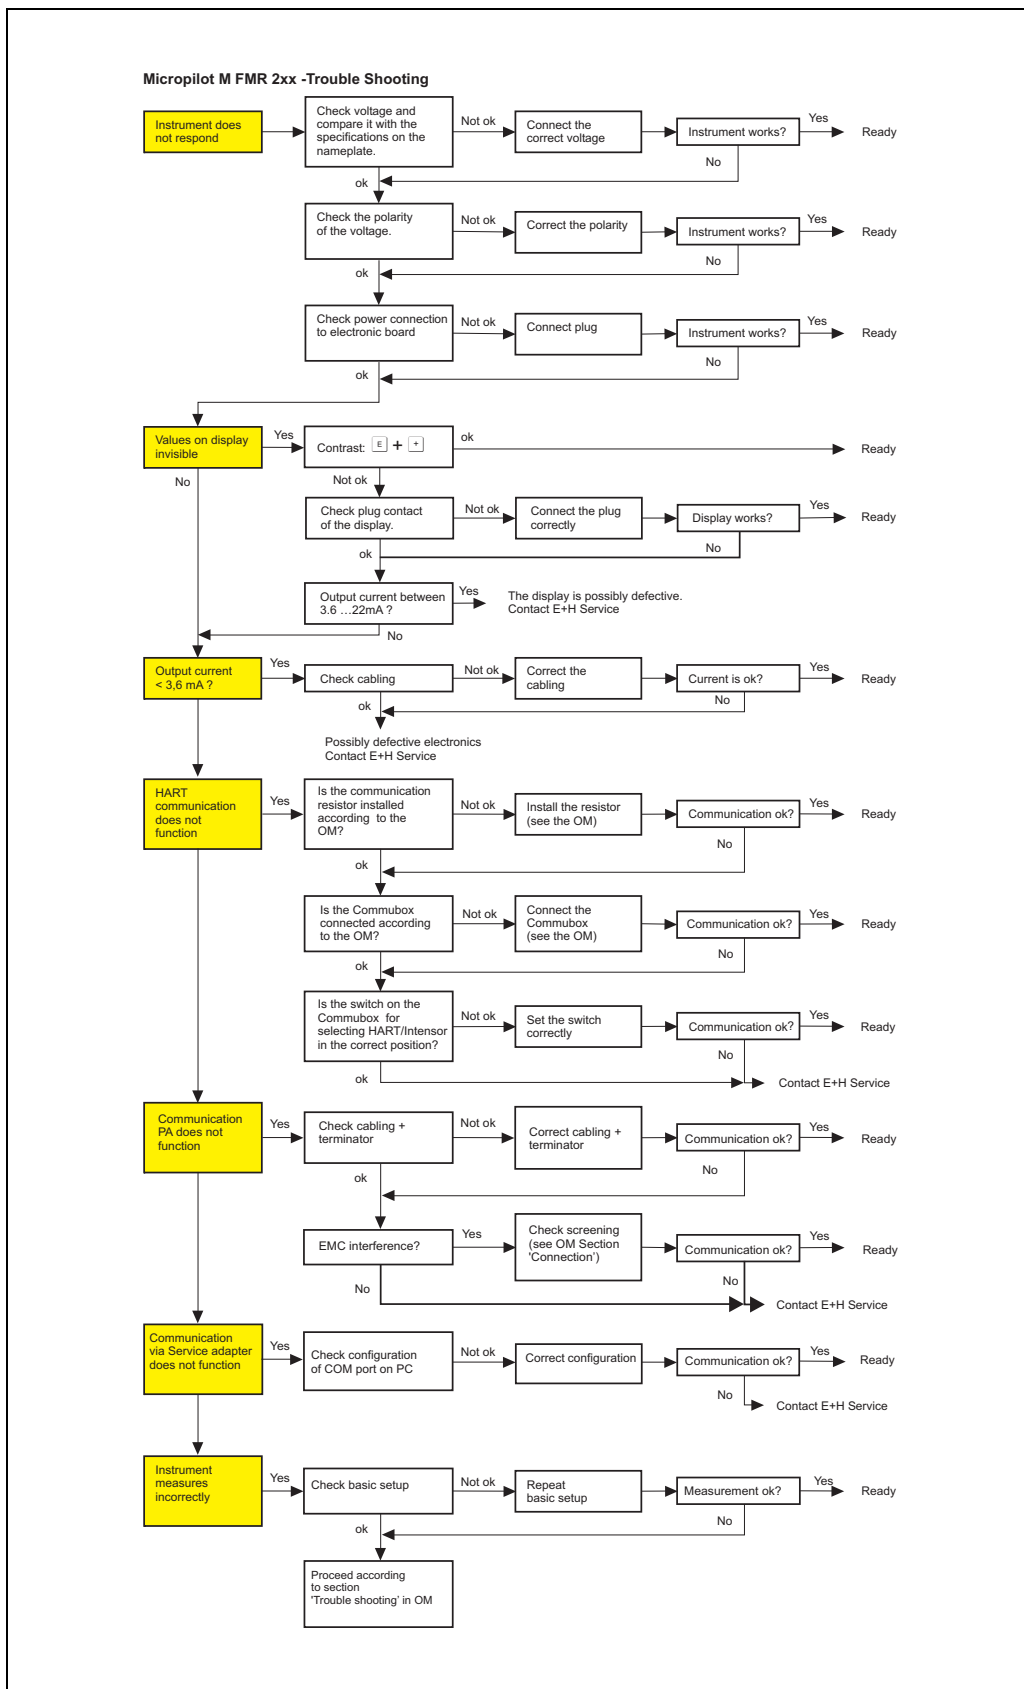 Micropilot M FMR 2xx -Trouble Shooting
Instrument does
not respond
Check voltage and
compare it with the
specifications on the
nameplate.
Not ok
Connect the
correct voltage
Instrument works?
Yes
Ready
No
ok
Check the polarity
of the voltage.
Not ok
Correct the polarity
Instrument works?
Yes
Ready
No
ok
Check power connection
to electronic board
Not ok
Connect plug
Instrument works?
Yes
Ready
No
ok
Values on display
invisible
Yes
Contrast: E + +
ok
Ready
No
Not ok
Check plug contact
of the display.
Not ok
Connect the plug
correctly
Display works?
Yes
Ready
No
ok
Output current between
3.6 ...22mA ?
Yes
The display is possibly defective.
Contact E+H Service
No
Output current
< 3,6 mA ?
Yes
Check cabling
Not ok
Correct the
cabling
Current is ok?
Yes
Ready
No
ok
Possibly defective electronics
Contact E+H Service
HART
communication
does not
function
Yes
Is the communication
resistor installed
according to the
OM?
Not ok
Install the resistor
(see the OM)
Communication ok?
Yes
Ready
No
ok
Is the Commubox
connected according
to the OM?
Not ok
Connect the
Commubox
(see the OM)
Communication ok?
Yes
Ready
No
ok
Is the switch on the
Commubox for
selecting HART/Intensor
in the correct position?
Not ok
Set the switch
correctly
Communication ok?
Yes
Ready
No
ok
Contact E+H Service
Communication
PA does not
function
Yes
Check cabling +
terminator
Not ok
Correct cabling +
terminator
Communication ok?
Yes
Ready
No
ok
EMC interference?
Yes
Check screening
(see OM Section
'Connection')
Communication ok?
Yes
Ready
No
No
Contact E+H Service
Communication
via Service adapter
does not function
Yes
Check configuration
of COM port on PC
Not ok
Correct configuration
Communication ok?
Yes
Ready
No
Contact E+H Service
Instrument
measures
incorrectly
Yes
Check basic setup
Not ok
Repeat
basic setup
Measurement ok?
Yes
Ready
No
ok
Proceed according
to section
'Trouble shooting' in OM